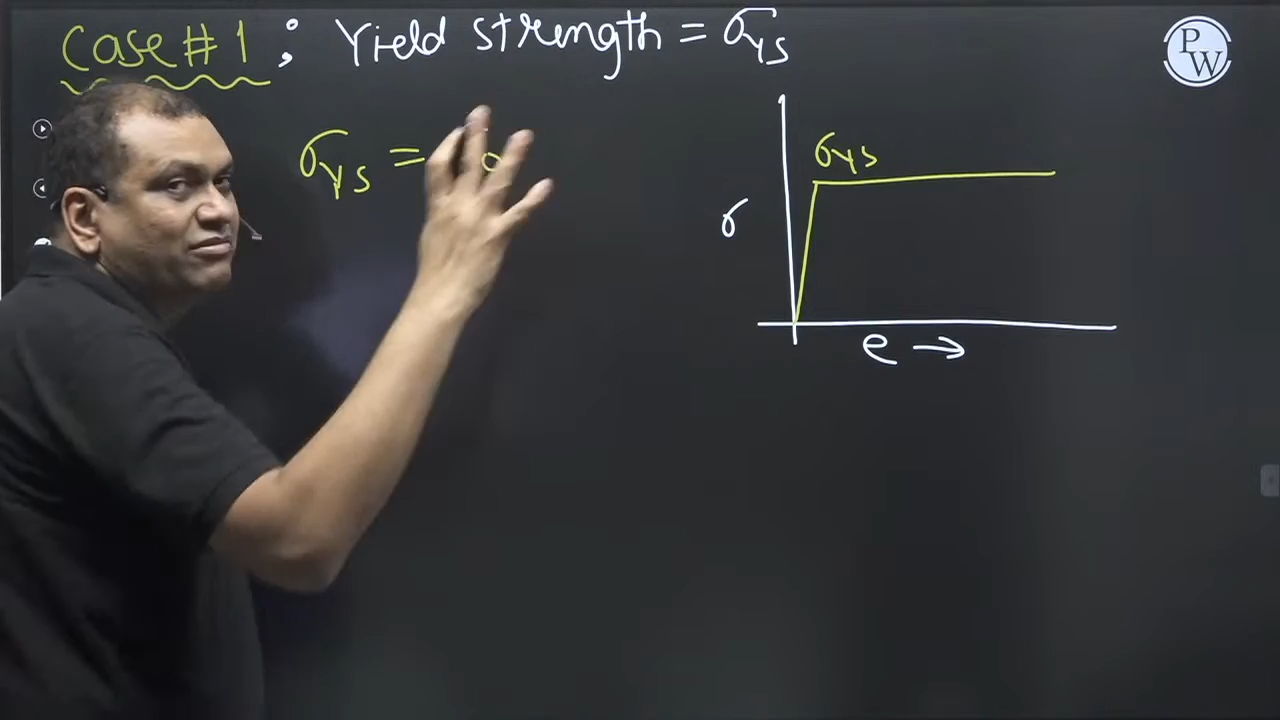 Case #1 ; Yield strength = σys
PW
σys =
σys
σ
e →